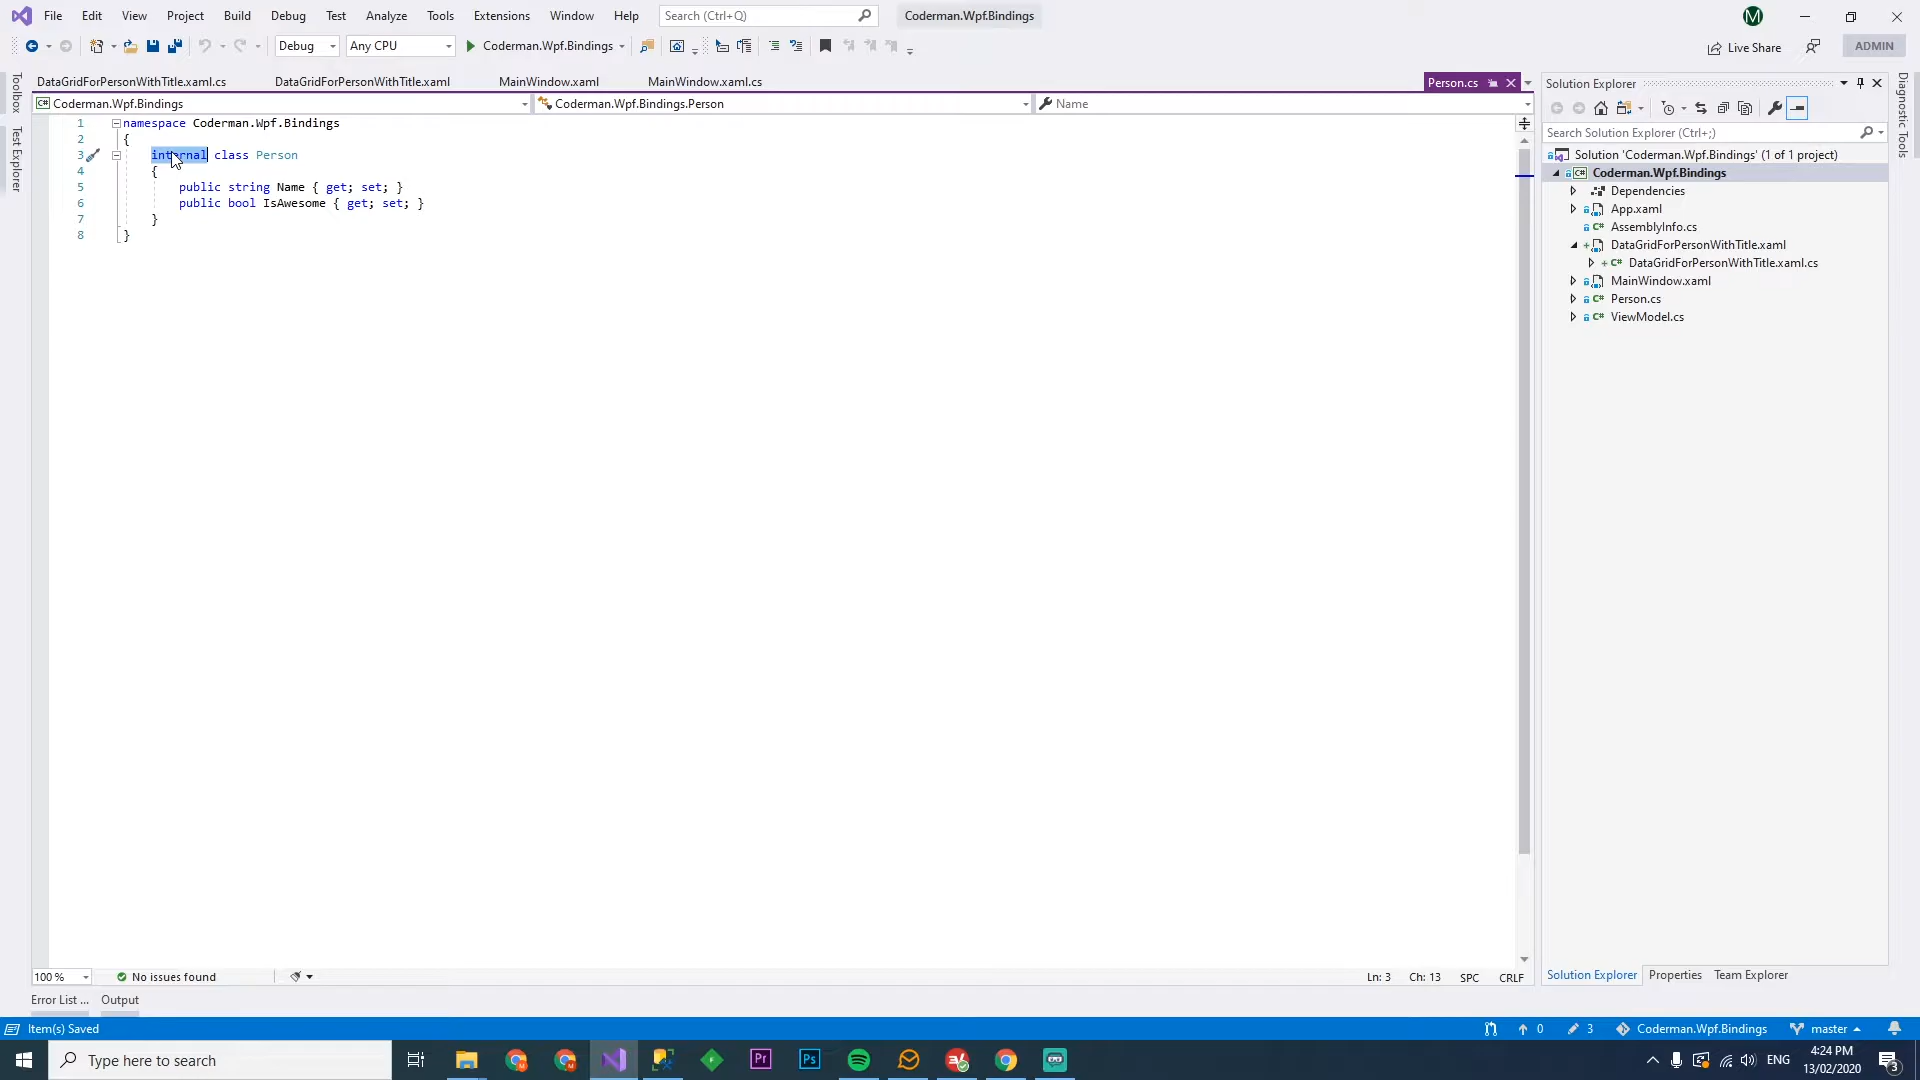 File Edit View Project Build Debug Test Analyze Tools Extensions Window Help Search (Ctrl+Q) Coderman.Wpf.Bindings M
Debug Any CPU Coderman.Wpf.Bindings Live Share ADMIN
DataGridForPersonWithTitle.xaml.cs DataGridForPersonWithTitle.xaml MainWindow.xaml MainWindow.xaml.cs Person.cs
Coderman.Wpf.Bindings Coderman.Wpf.Bindings.Person Name
Toolbox
Test Explorer
1 namespace Coderman.Wpf.Bindings
2 {
3 internal class Person
4 {
5 public string Name { get; set; }
6 public bool IsAwesome { get; set; }
7 }
8 }
Solution Explorer
Search Solution Explorer (Ctrl+;)
Solution 'Coderman.Wpf.Bindings' (1 of 1 project)
Coderman.Wpf.Bindings
Dependencies
App.xaml
AssemblyInfo.cs
DataGridForPersonWithTitle.xaml
DataGridForPersonWithTitle.xaml.cs
MainWindow.xaml
Person.cs
ViewModel.cs
Diagnostic Tools
100 % No issues found Ln: 3 Ch: 13 SPC CRLF
Solution Explorer Properties Team Explorer
Error List ... Output
Item(s) Saved 0 3 Coderman.Wpf.Bindings master
Type here to search Pr Ps ENG 4:24 PM
13/02/2020 3